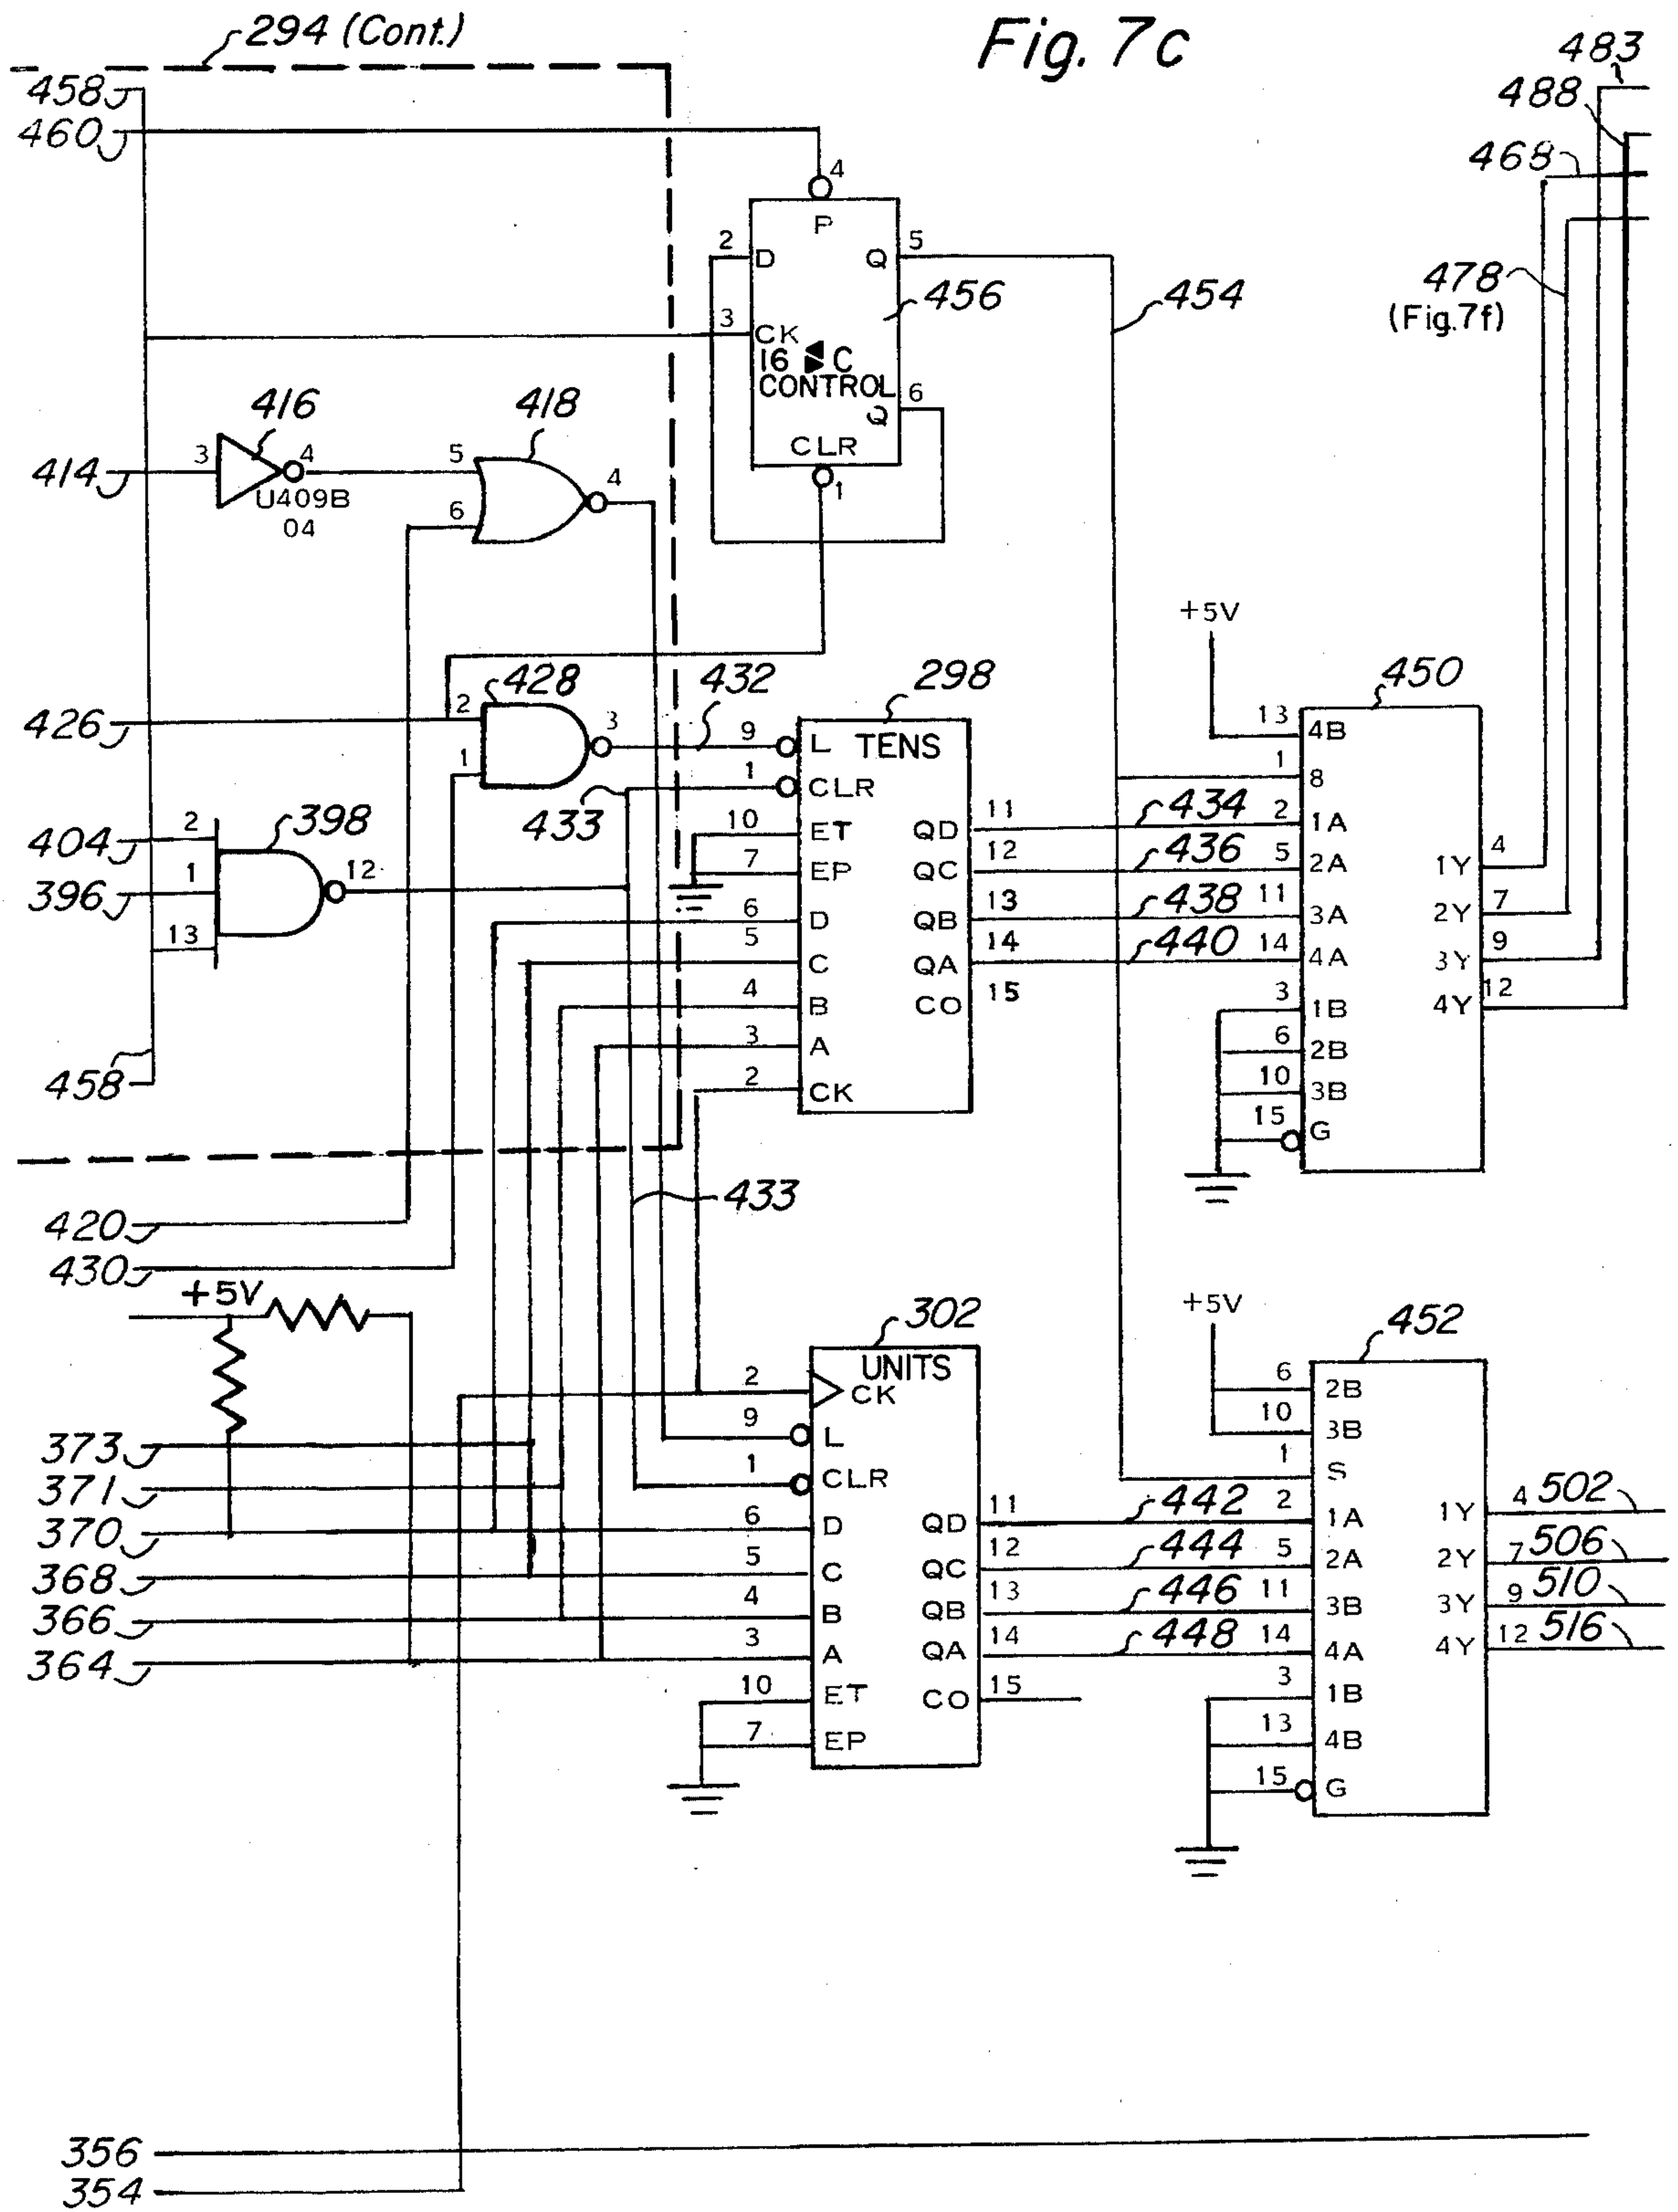 Fig. 7c
294 (Cont.)
458
460
483
488
468
478
(Fig.7f)
4
P
2 D Q 5
456
454
3 CK
16 C
CONTROL
Q 6
CLR
1
416
418
414 3 4 5 4
U409B
04
6
+5V
428
432
298
450
426 2 3 9 L TENS
1
1 CLR
433
13 4B
1 8
404 2
398
396 1 12
13
10 ET QD 11 434 2 1A
7 EP QC 12 436 5 2A 1Y 4
6 D QB 13 438 11 3A 2Y 7
5 C QA 14 440 14 4A 3Y 9
4 B CO 15 3 1B 4Y 12
3 A 6 2B
2 CK 10 3B
15 G
458
433
420
430
+5V
302
+5V
452
UNITS
2 CK 6 2B
9 L 10 3B
373
1 CLR 1 S
371
370 6 D QD 11 442 2 1A 1Y 4 502
368 5 C QC 12 444 5 2A 2Y 7 506
366 4 B QB 13 446 11 3B 3Y 9 510
364 3 A QA 14 448 14 4A 4Y 12 516
10 ET CO 15 3 1B
7 EP 13 4B
15 G
356
354